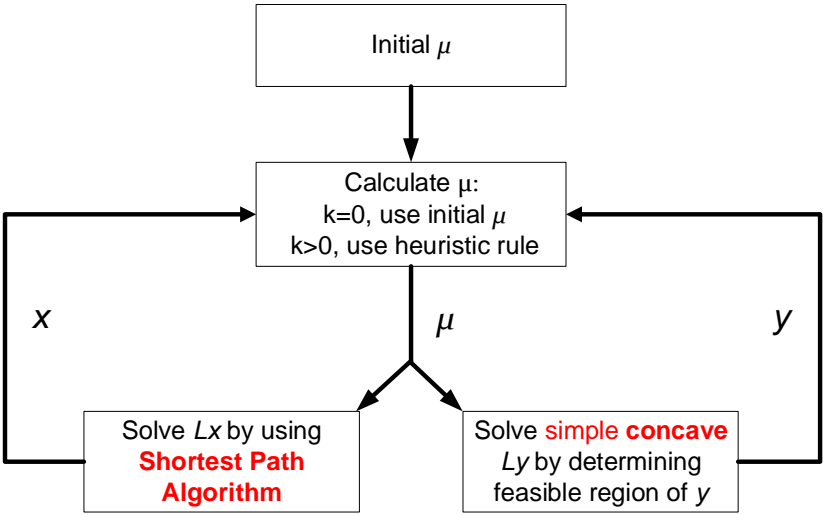 Initial μ
Calculate μ:
k=0, use initial μ
k>0, use heuristic rule
x
μ
y
Solve Lx by using
Shortest Path
Algorithm
Solve simple concave
Ly by determining
feasible region of y